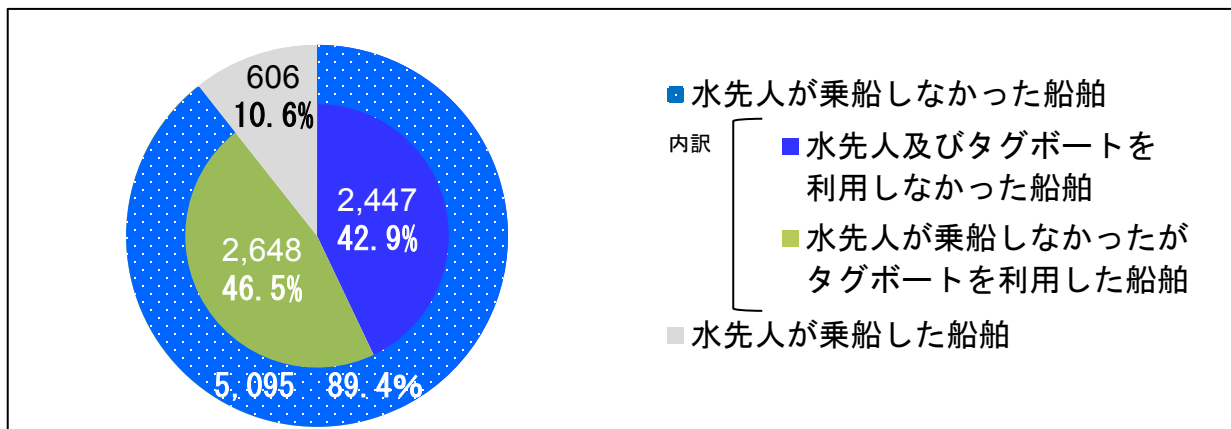 606
10.6%
2,447
42.9%
2,648
46.5%
5,095 89.4%
水先人が乗船しなかった船舶
内訳
水先人及びタグボートを
利用しなかった船舶
水先人が乗船しなかったが
タグボートを利用した船舶
水先人が乗船した船舶